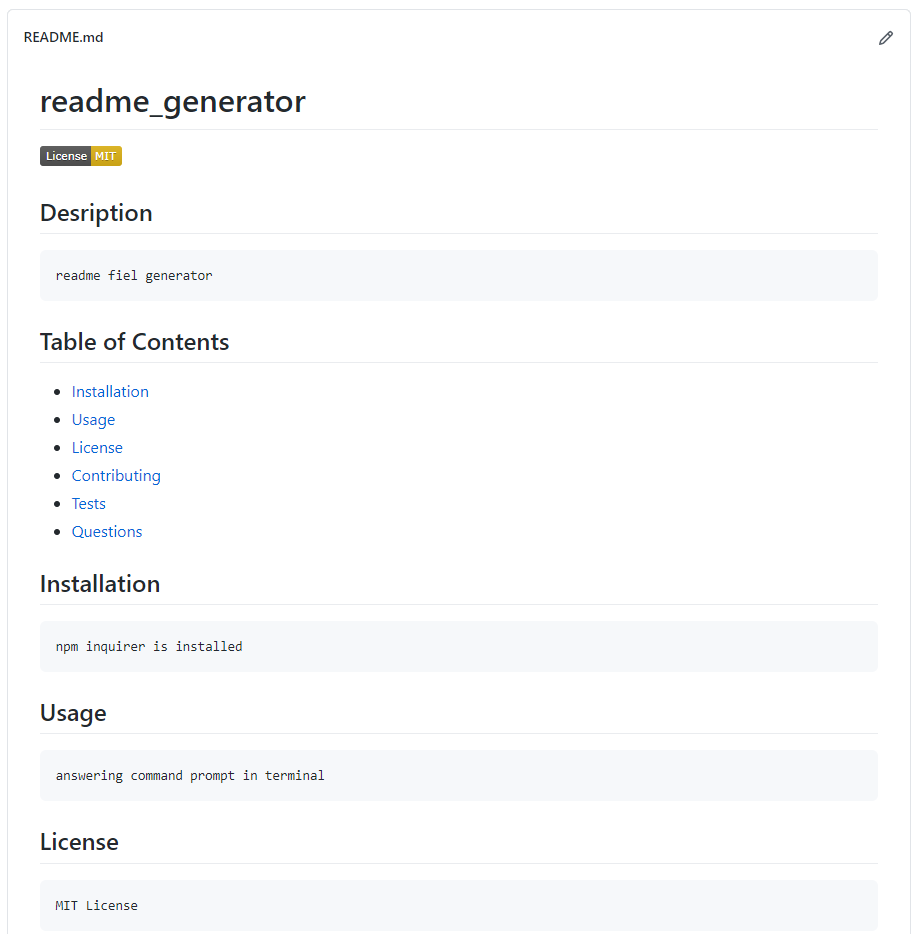 README.md
readme_generator
License MIT
Desription
readme fiel generator
Table of Contents
Installation
Usage
License
Contributing
Tests
Questions
Installation
npm inquirer is installed
Usage
answering command prompt in terminal
License
MIT License